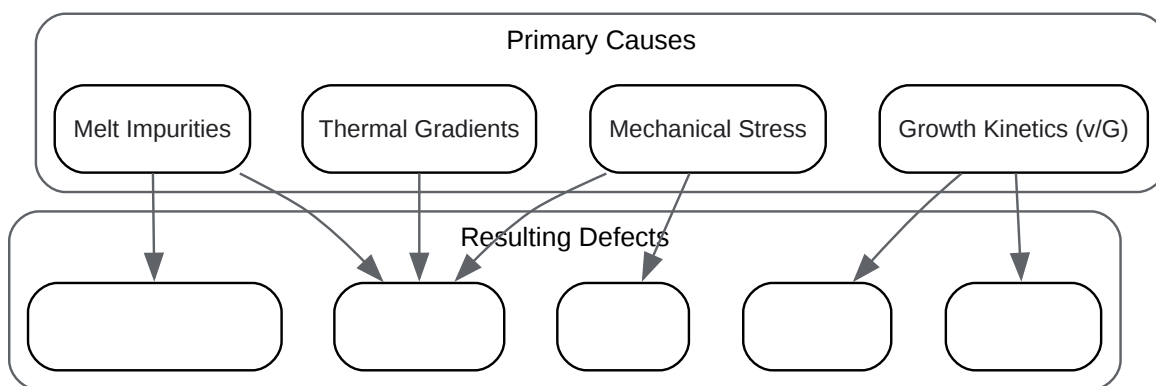 Primary Causes
Melt Impurities
Thermal Gradients
Mechanical Stress
Growth Kinetics (v/G)
Resulting Defects